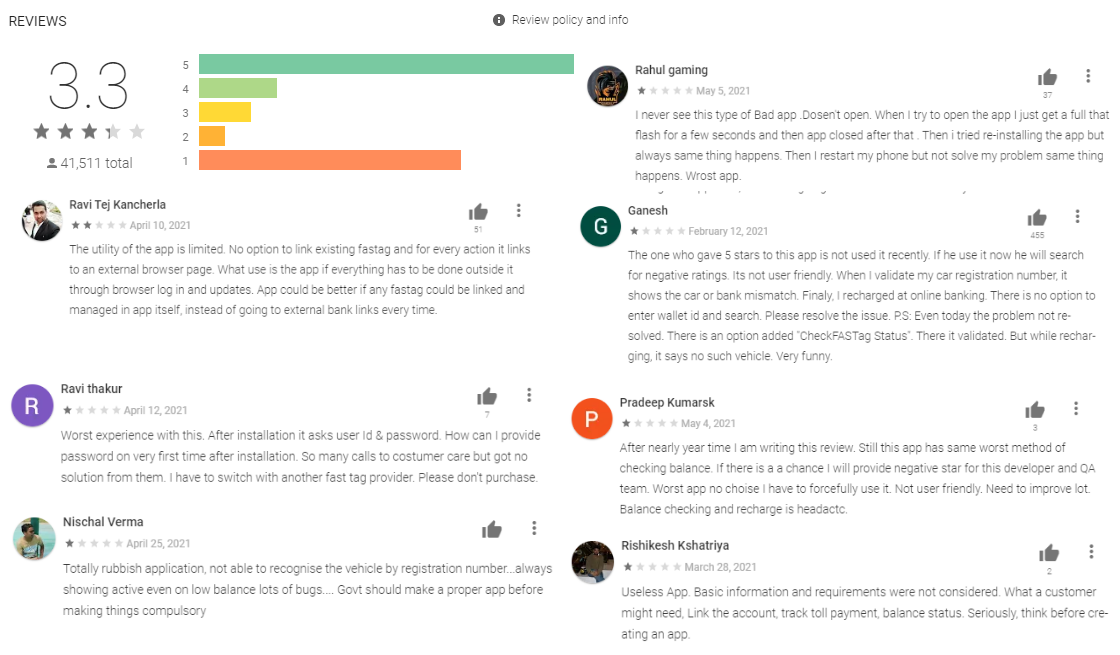 REVIEWS
Review policy and info
3.3
41,511 total
5
4
3
2
1
Rahul gaming
May 5, 2021
37
I never see this type of Bad app .Dosen't open. When I try to open the app I just get a full that
flash for a few seconds and then app closed after that . Then i tried re-installing the app but
always same thing happens. Then I restart my phone but not solve my problem same thing
happens. Wrost app.
Ravi Tej Kancherla
April 10, 2021
51
The utility of the app is limited. No option to link existing fastag and for every action it links
to an external browser page. What use is the app if everything has to be done outside it
through browser log in and updates. App could be better if any fastag could be linked and
managed in app itself, instead of going to external bank links every time.
Ganesh
February 12, 2021
455
The one who gave 5 stars to this app is not used it recently. If he use it now he will search
for negative ratings. Its not user friendly. When I validate my car registration number, it
shows the car or bank mismatch. Finaly, I recharged at online banking. There is no option to
enter wallet id and search. Please resolve the issue. P.S: Even today the problem not re-
solved. There is an option added "CheckFASTag Status". There it validated. But while rechar-
ging, it says no such vehicle. Very funny.
R
Ravi thakur
April 12, 2021
7
Worst experience with this. After installation it asks user Id & password. How can I provide
password on very first time after installation. So many calls to costumer care but got no
solution from them. I have to switch with another fast tag provider. Please don't purchase.
G
P
Pradeep Kumarsk
May 4, 2021
3
After nearly year time I am writing this review. Still this app has same worst method of
checking balance. If there is a a chance I will provide negative star for this developer and QA
team. Worst app no choise I have to forcefully use it. Not user friendly. Need to improve lot.
Balance checking and recharge is headactc.
Nischal Verma
April 25, 2021
Totally rubbish application, not able to recognise the vehicle by registration number...always
showing active even on low balance lots of bugs.... Govt should make a proper app before
making things compulsory
Rishikesh Kshatriya
March 28, 2021
2
Useless App. Basic information and requirements were not considered. What a customer
might need, Link the account, track toll payment, balance status. Seriously, think before cre-
ating an app.